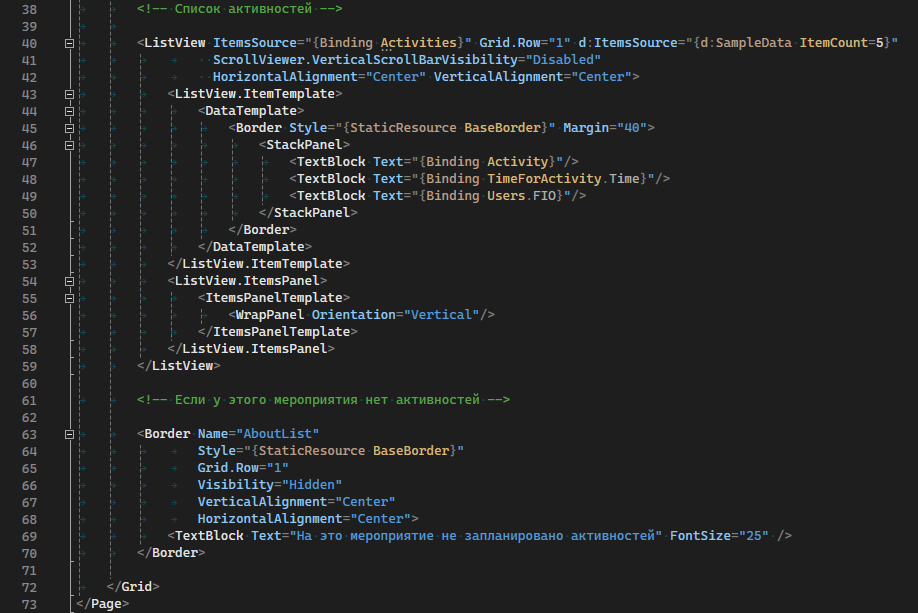 38 <!-- Список активностей -->
39
40 <ListView ItemsSource="{Binding Activities}" Grid.Row="1" d:ItemsSource="{d:SampleData ItemCount=5}"
41 ScrollViewer.VerticalScrollBarVisibility="Disabled"
42 HorizontalAlignment="Center" VerticalAlignment="Center">
43 <ListView.ItemTemplate>
44 <DataTemplate>
45 <Border Style="{StaticResource BaseBorder}" Margin="40">
46 <StackPanel>
47 <TextBlock Text="{Binding Activity}"/>
48 <TextBlock Text="{Binding TimeForActivity.Time}"/>
49 <TextBlock Text="{Binding Users.FIO}"/>
50 </StackPanel>
51 </Border>
52 </DataTemplate>
53 </ListView.ItemTemplate>
54 <ListView.ItemsPanel>
55 <ItemsPanelTemplate>
56 <WrapPanel Orientation="Vertical"/>
57 </ItemsPanelTemplate>
58 </ListView.ItemsPanel>
59 </ListView>
60
61 <!-- Если у этого мероприятия нет активностей -->
62
63 <Border Name="AboutList"
64 Style="{StaticResource BaseBorder}"
65 Grid.Row="1"
66 Visibility="Hidden"
67 VerticalAlignment="Center"
68 HorizontalAlignment="Center">
69 <TextBlock Text="На это мероприятие не запланировано активностей" FontSize="25" />
70 </Border>
71
72 </Grid>
73 </Page>